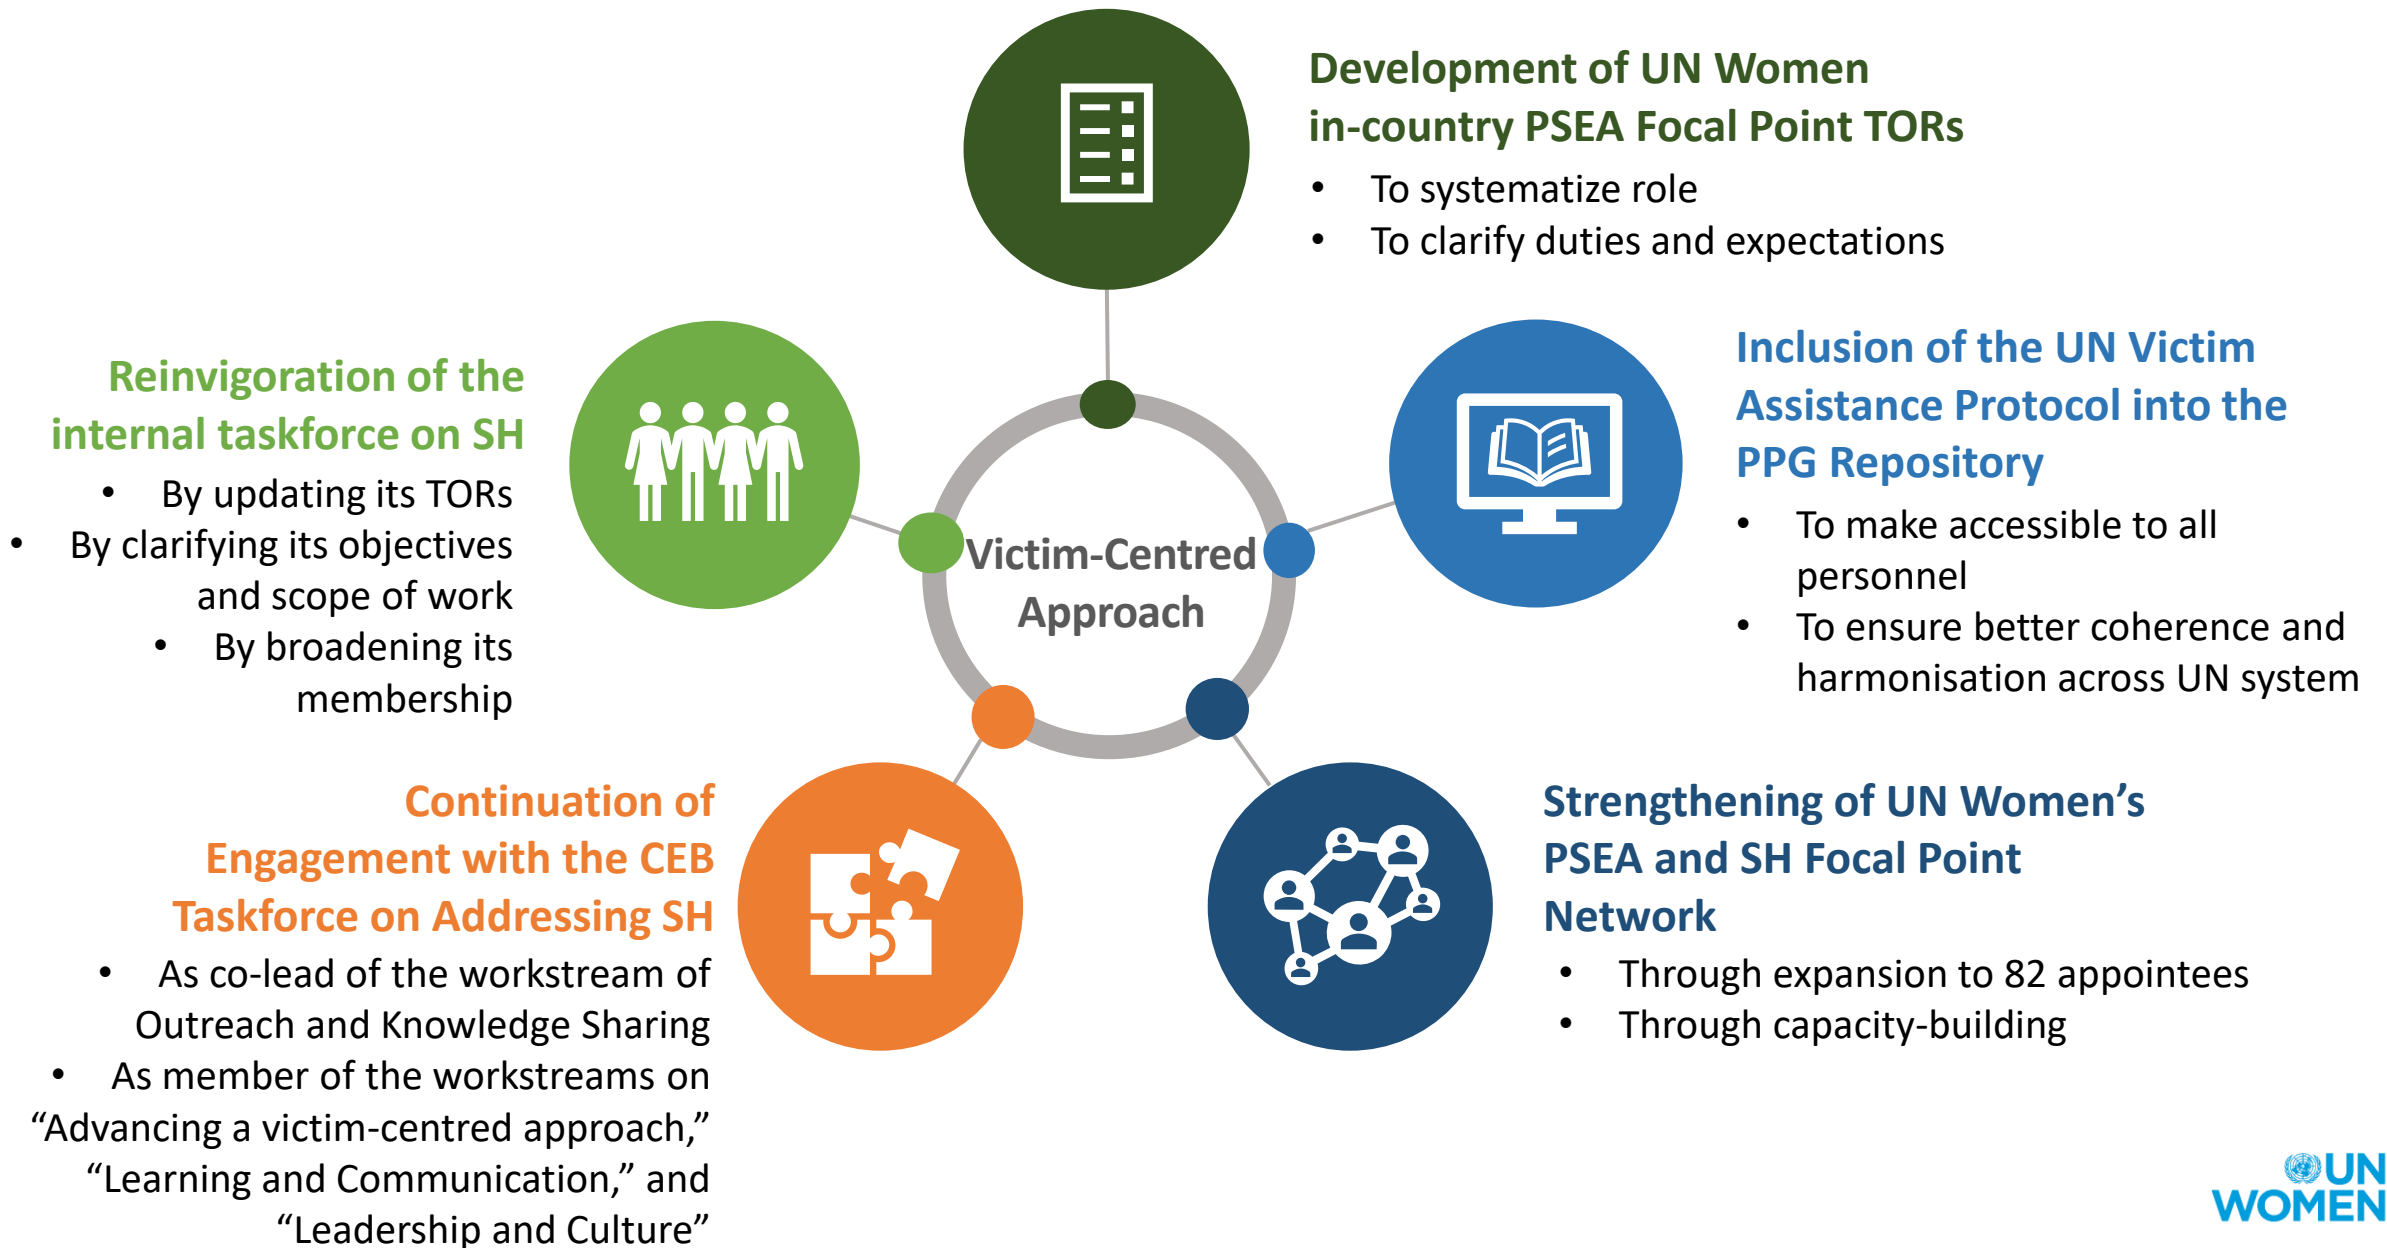 Development of UN Women
in-country PSEA Focal Point TORs
• To systematize role
• To clarify duties and expectations
Inclusion of the UN Victim
Assistance Protocol into the
PPG Repository
• To make accessible to all
personnel
• To ensure better coherence and
harmonisation across UN system
Strengthening of UN Women’s
PSEA and SH Focal Point
Network
• Through expansion to 82 appointees
• Through capacity-building
Continuation of
Engagement with the CEB
Taskforce on Addressing SH
• As co-lead of the workstream of
Outreach and Knowledge Sharing
• As member of the workstreams on
“Advancing a victim-centred approach,”
“Learning and Communication,” and
“Leadership and Culture”
Reinvigoration of the
internal taskforce on SH
• By updating its TORs
• By clarifying its objectives
and scope of work
• By broadening its
membership
Victim-Centred
Approach
UN
WOMEN